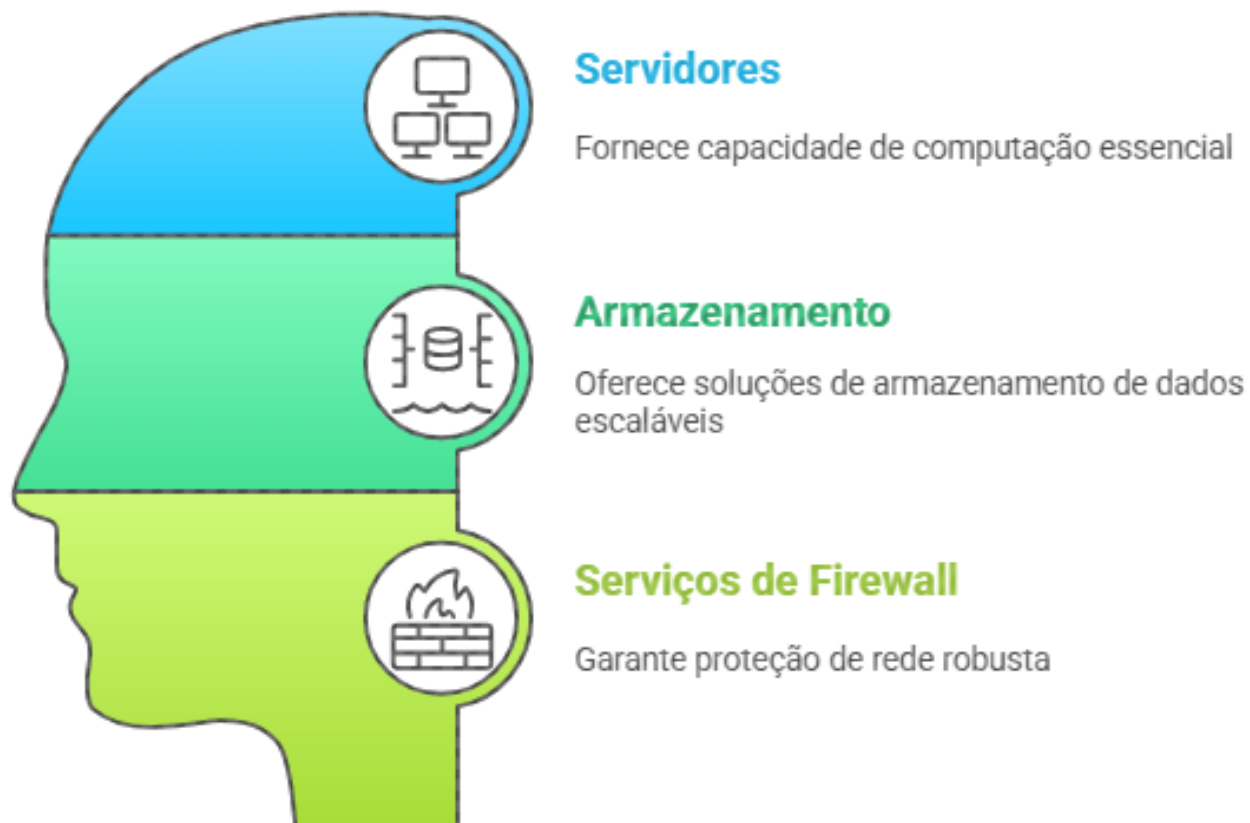 Servidores
Fornece capacidade de computação essencial
Armazenamento
Oferece soluções de armazenamento de dados
escaláveis
Serviços de Firewall
Garante proteção de rede robusta